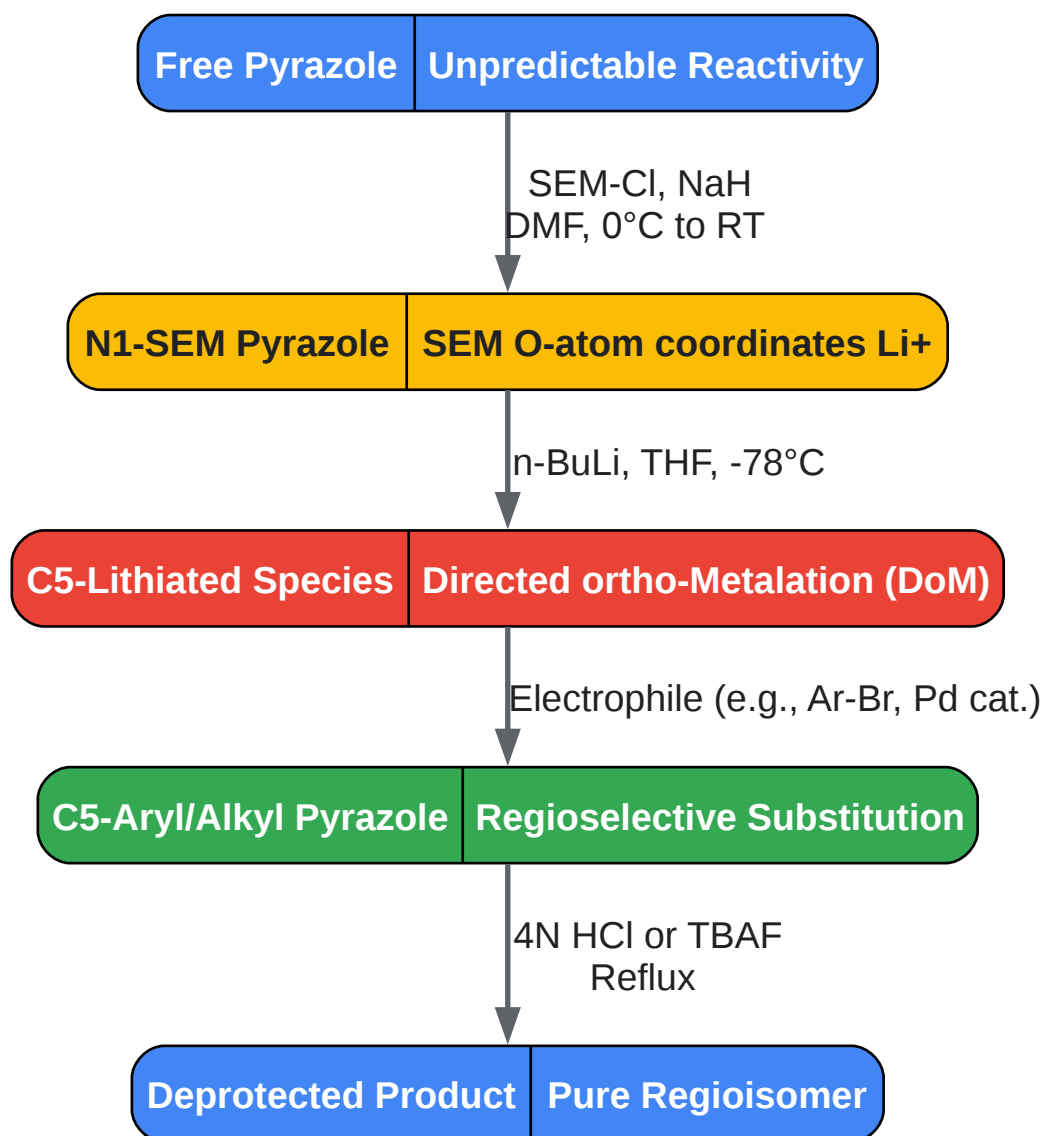 Free Pyrazole Unpredictable Reactivity
SEM-Cl, NaH
DMF, 0°C to RT
N1-SEM Pyrazole SEM O-atom coordinates Li+
n-BuLi, THF, -78°C
C5-Lithiated Species Directed ortho-Metalation (DoM)
Electrophile (e.g., Ar-Br, Pd cat.)
C5-Aryl/Alkyl Pyrazole Regioselective Substitution
4N HCl or TBAF
Reflux
Deprotected Product Pure Regioisomer